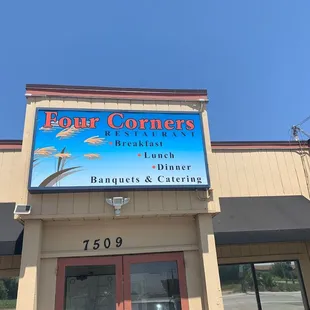 Four Corners
RESTAURANT
• Breakfast
• Lunch
• Dinner
Banquets & Catering
7509